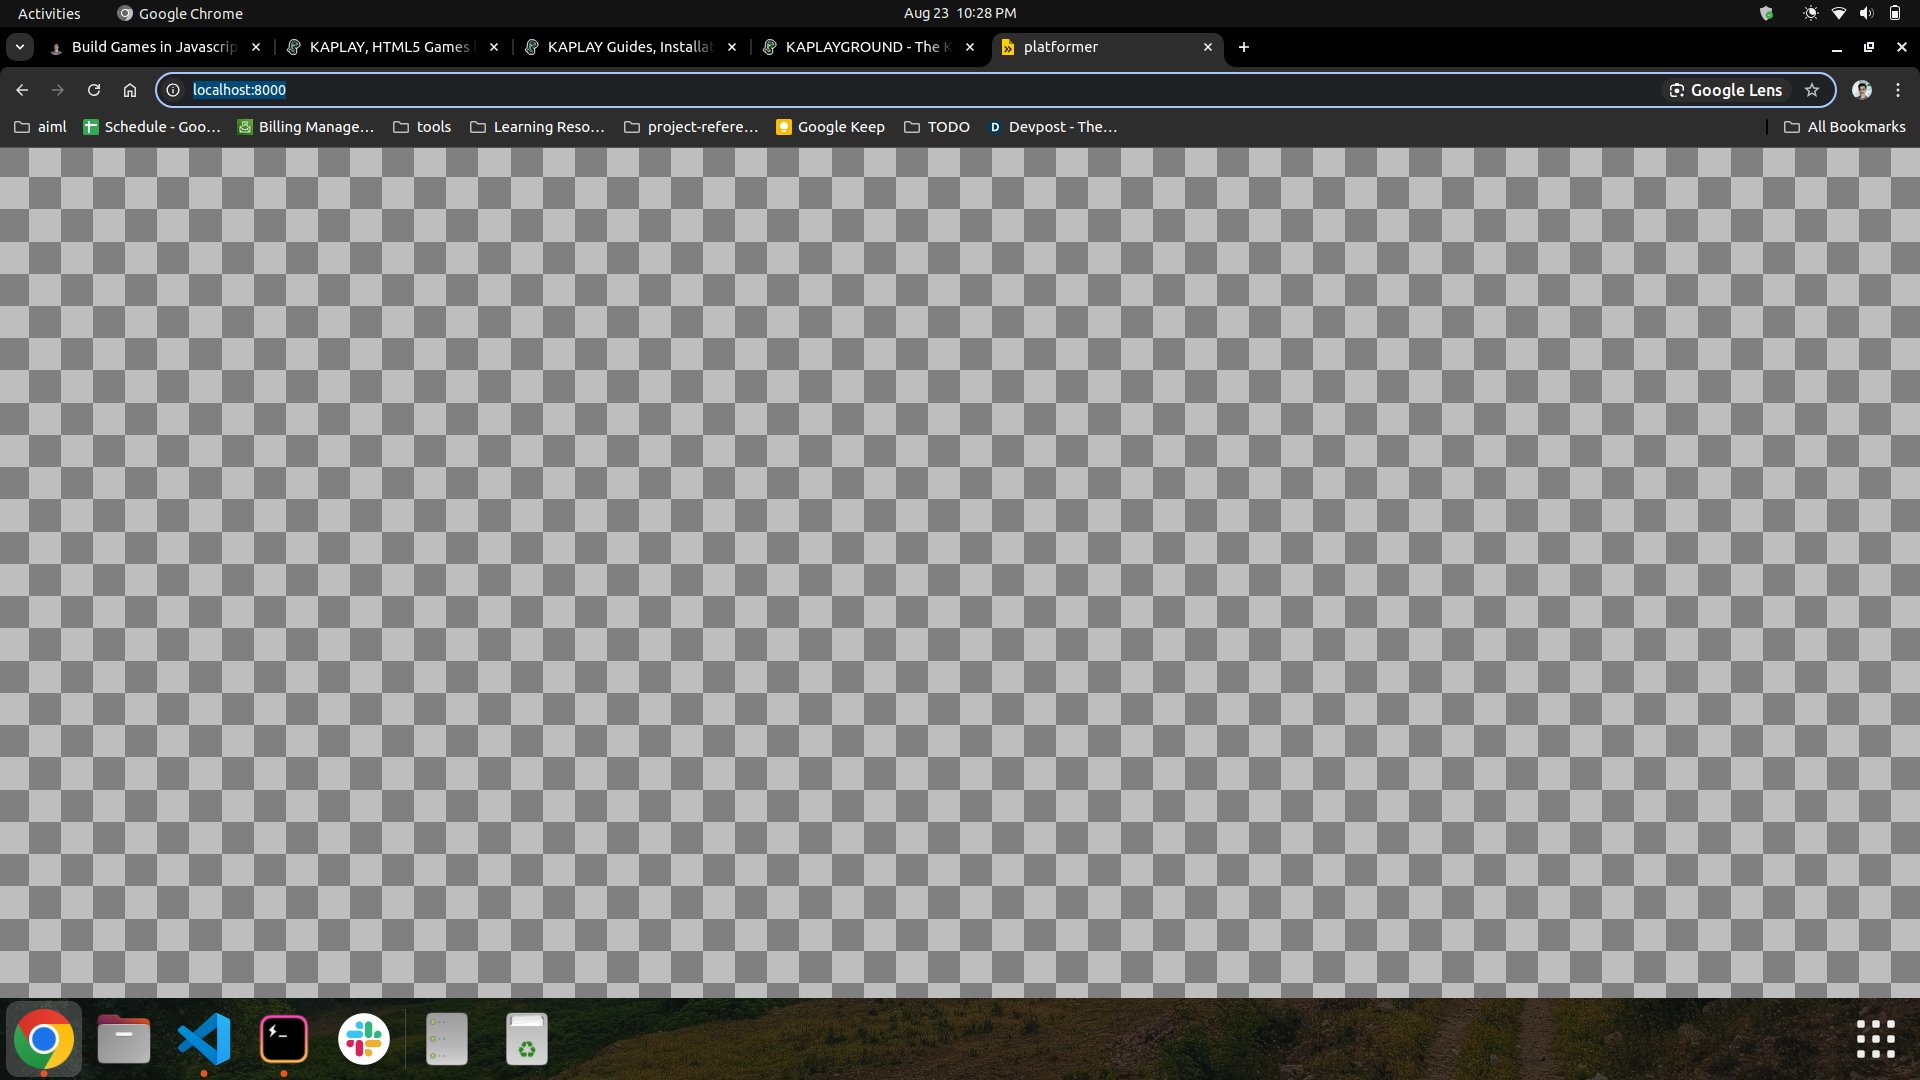 Activities
Google Chrome
Aug 23 10:28 PM
Build Games in Javascrip
KAPLAY, HTML5 Games
KAPLAY Guides, Installat
KAPLAYGROUND - The K
platformer
localhost:8000
Google Lens
aiml
Schedule - Goo…
Billing Manage…
tools
Learning Reso…
project-refere…
Google Keep
TODO
D
Devpost - The…
All Bookmarks